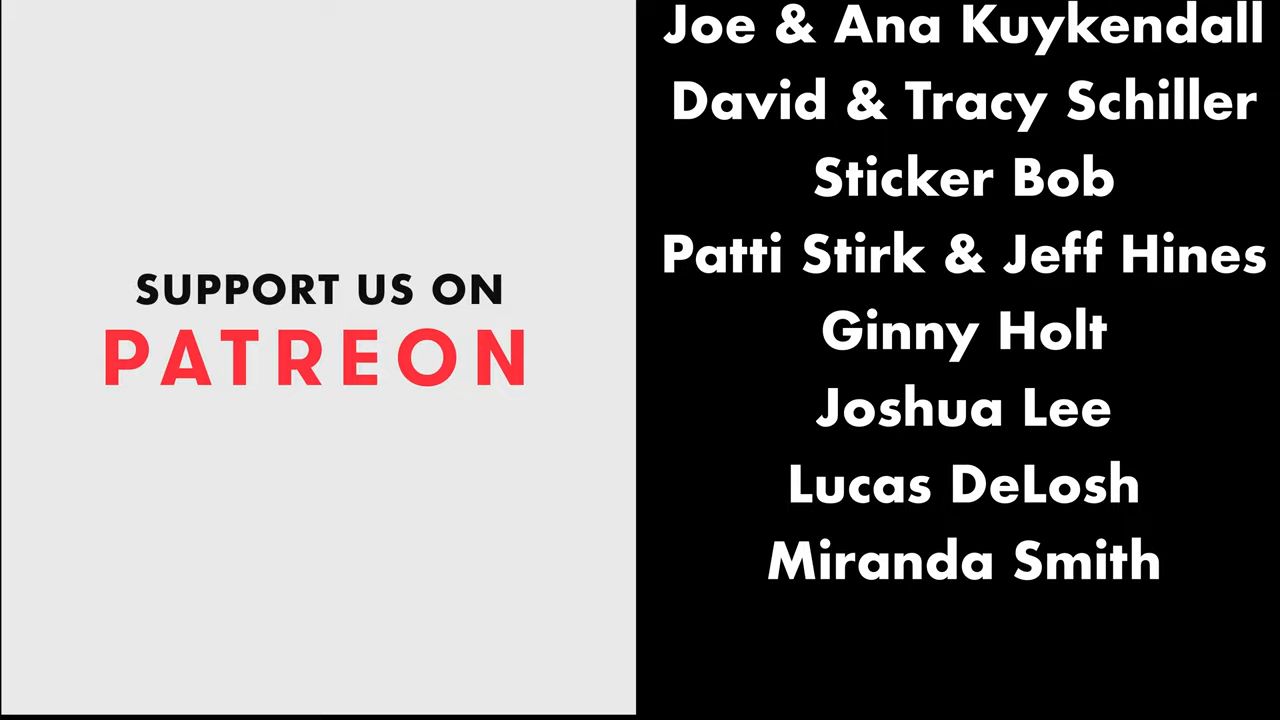 SUPPORT US ON
PATREON
Joe & Ana Kuykendall
David & Tracy Schiller
Sticker Bob
Patti Stirk & Jeff Hines
Ginny Holt
Joshua Lee
Lucas DeLosh
Miranda Smith